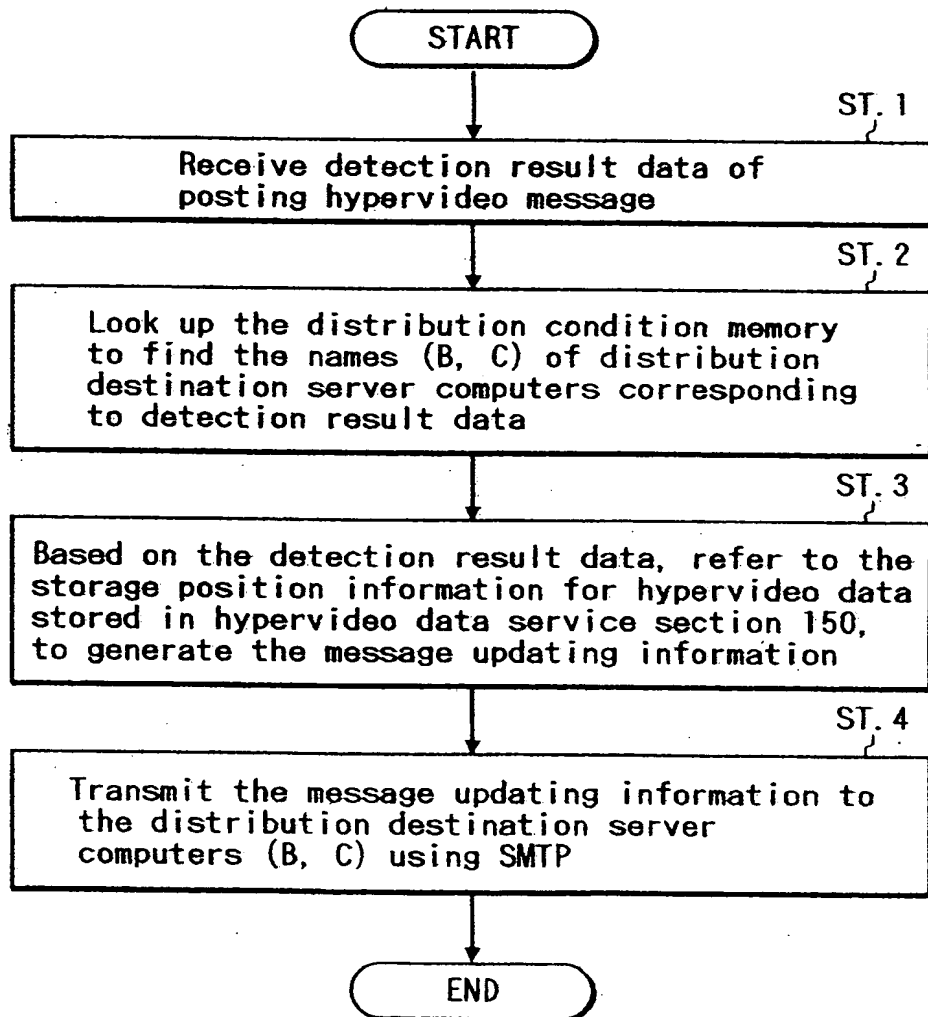 START
ST. 1
Receive detection result data of
posting hypervideo message
ST. 2
Look up the distribution condition memory
to find the names (B, C) of distribution
destination server computers corresponding
to detection result data
ST. 3
Based on the detection result data, refer to the
storage position information for hypervideo data
stored in hypervideo data service section 150,
to generate the message updating information
ST. 4
Transmit the message updating information to
the distribution destination server
computers (B, C) using SMTP
END